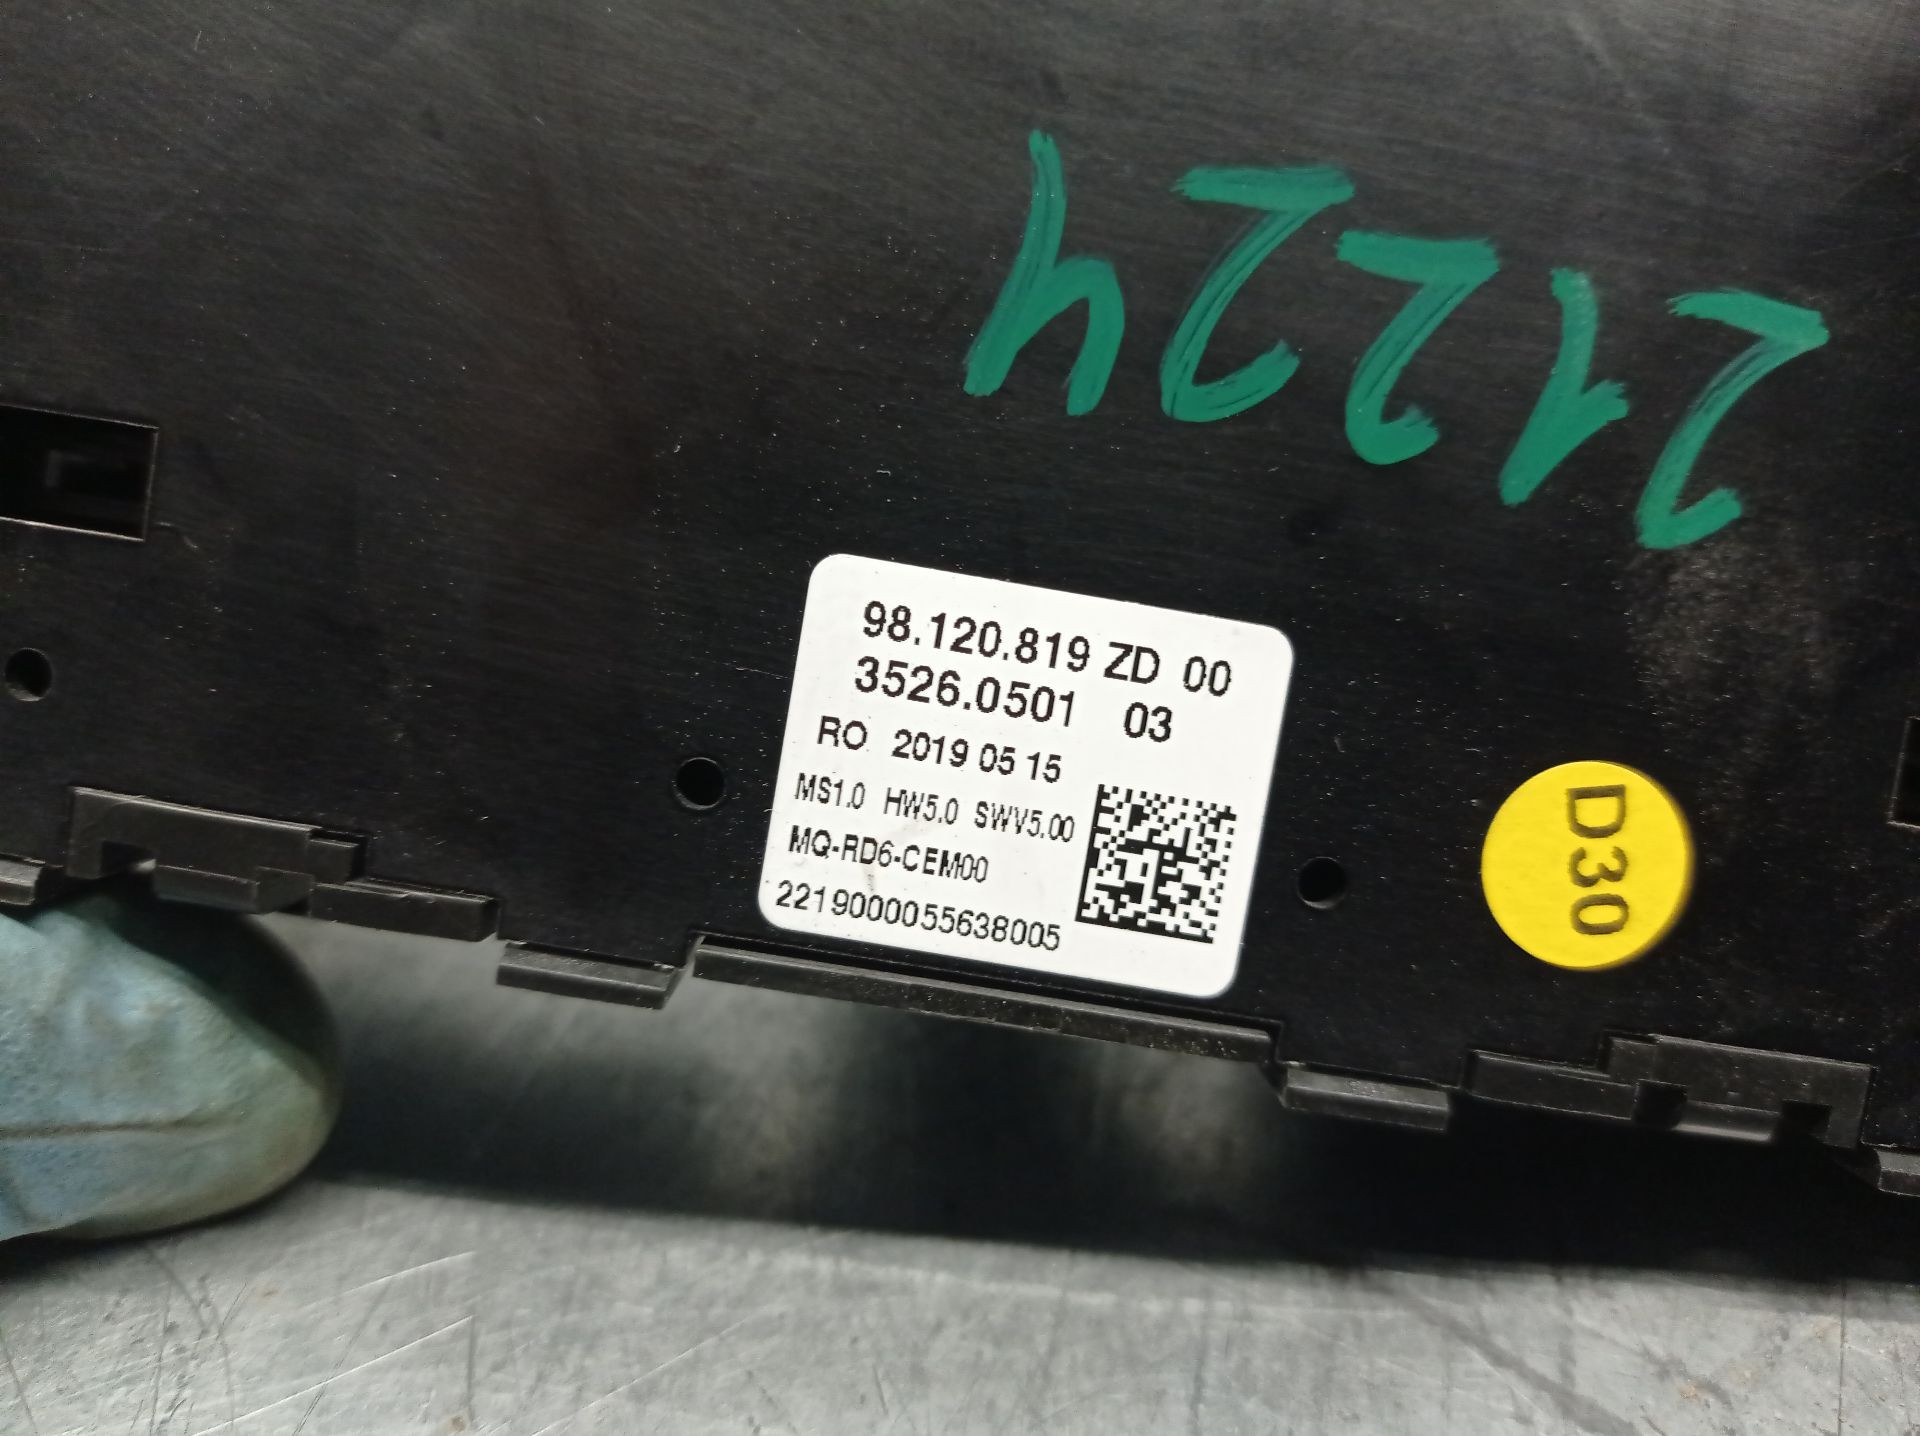 21224
98.120.819 ZD 00
3526.0501 03
RO 2019 05 15
MS1.0 HW5.0 SWV5.00
MQ-RD6-CEM00
2219000055638005
D30